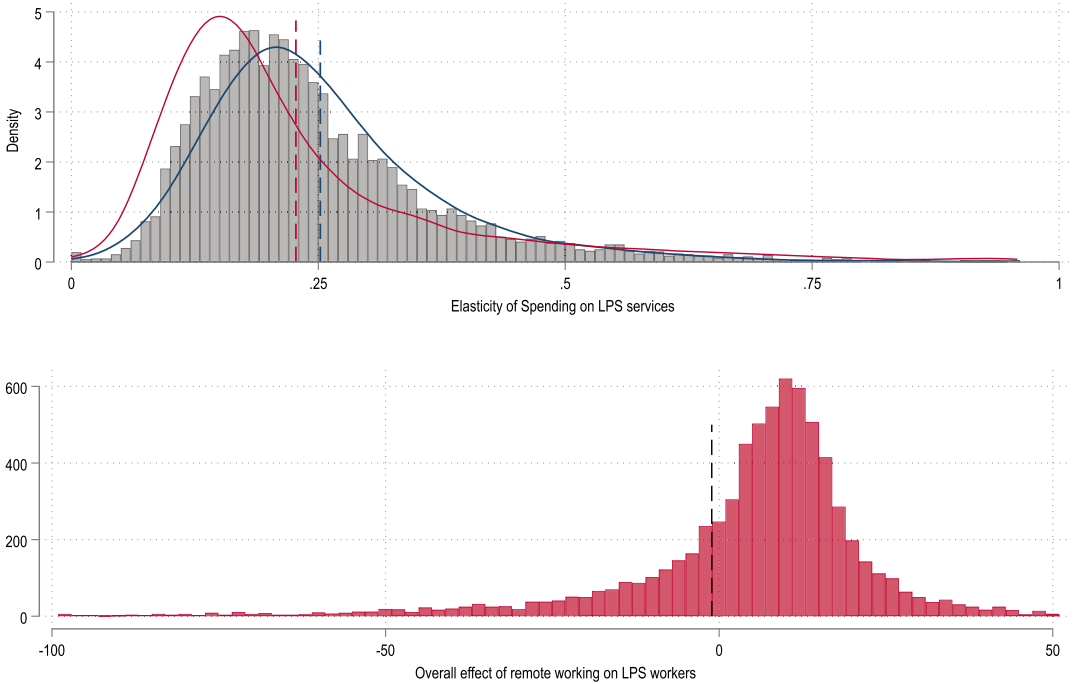 5
4
3
2
1
0
Density
0 .25 .5 .75 1
Elasticity of Spending on LPS services
600
400
200
0
-100 -50 0 50
Overall effect of remote working on LPS workers